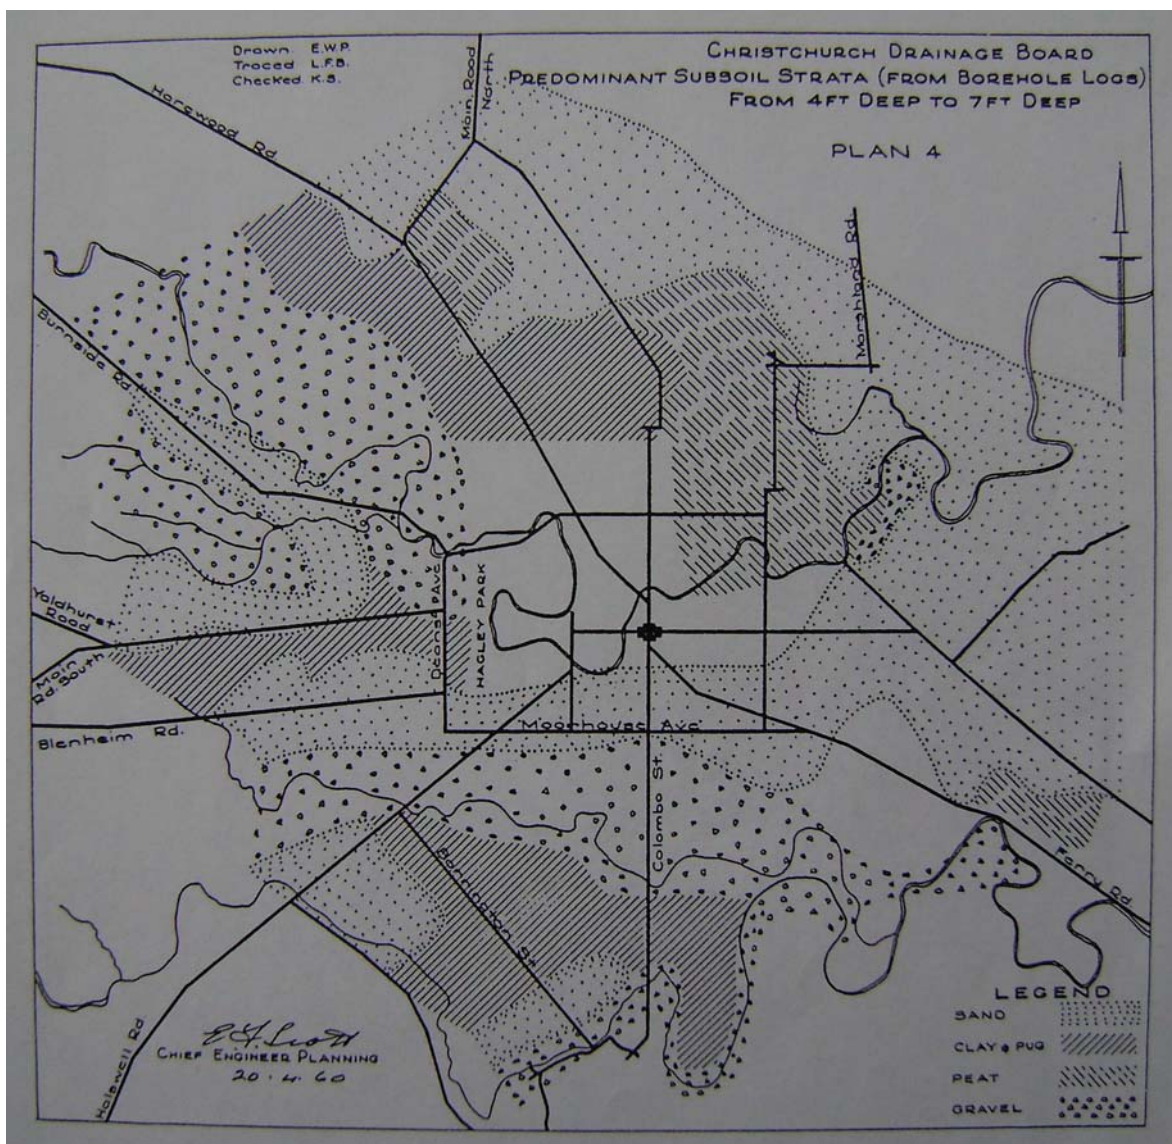 Drawn. E.W.P.
Traced L.F.B.
Checked. K.S.
CHRISTCHURCH DRAINAGE BOARD
PREDOMINANT SUBSOIL STRATA (FROM BOREHOLE LOGS)
FROM 4FT DEEP TO 7FT DEEP
PLAN 4
Main Road
North
Harewood Rd.
Marshland Rd.
Burnside Rd.
Yaldhurst
Road
Main
Rd. South
Deans Ave
HAGLEY PARK
Blenheim Rd.
Moorhouse Ave
Colombo St.
Barrington St.
Ferry Rd.
Halswell Rd.
CHIEF ENGINEER PLANNING
20.4.60
LEGEND
SAND
CLAY & PUG
PEAT
GRAVEL